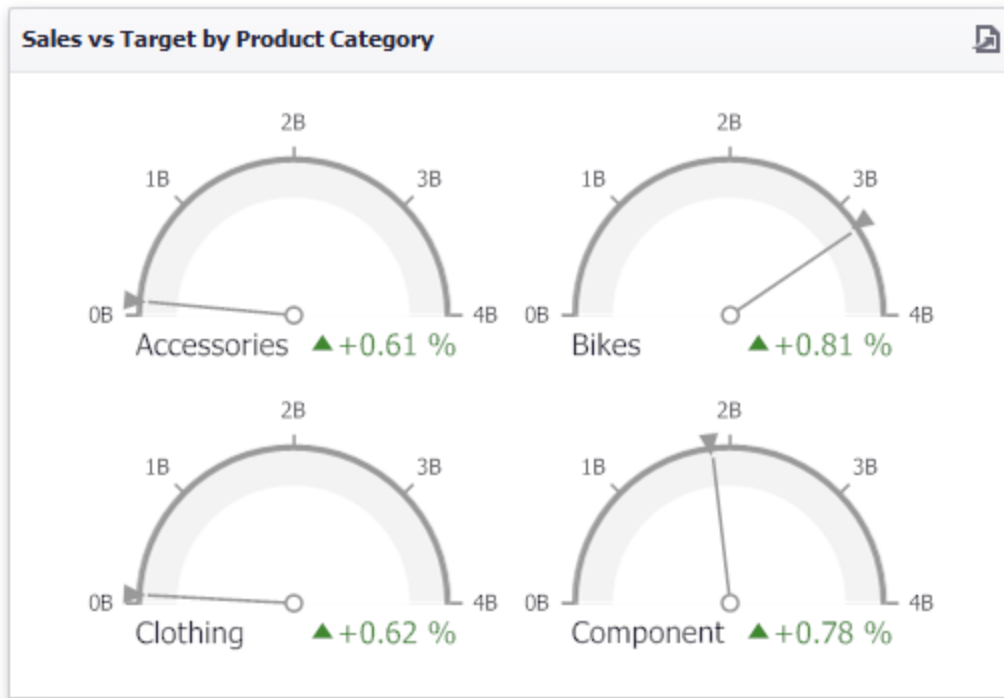 Sales vs Target by Product Category
2B 2B
1B 3B 1B 3B
0B 4B 0B 4B
Accessories ▲+0.61 % Bikes ▲+0.81 %
2B 2B
1B 3B 1B 3B
0B 4B 0B 4B
Clothing ▲+0.62 % Component ▲+0.78 %